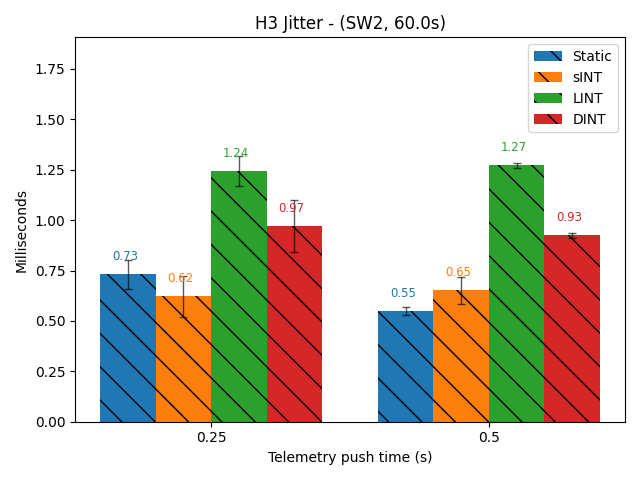 H3 Jitter - (SW2, 60.0s)
Milliseconds
1.75
1.50
1.25
1.00
0.75
0.50
0.25
0.00
Static
sINT
LINT
DINT
0.73
0.62
1.24
0.97
0.55
0.65
1.27
0.93
0.25
0.5
Telemetry push time (s)